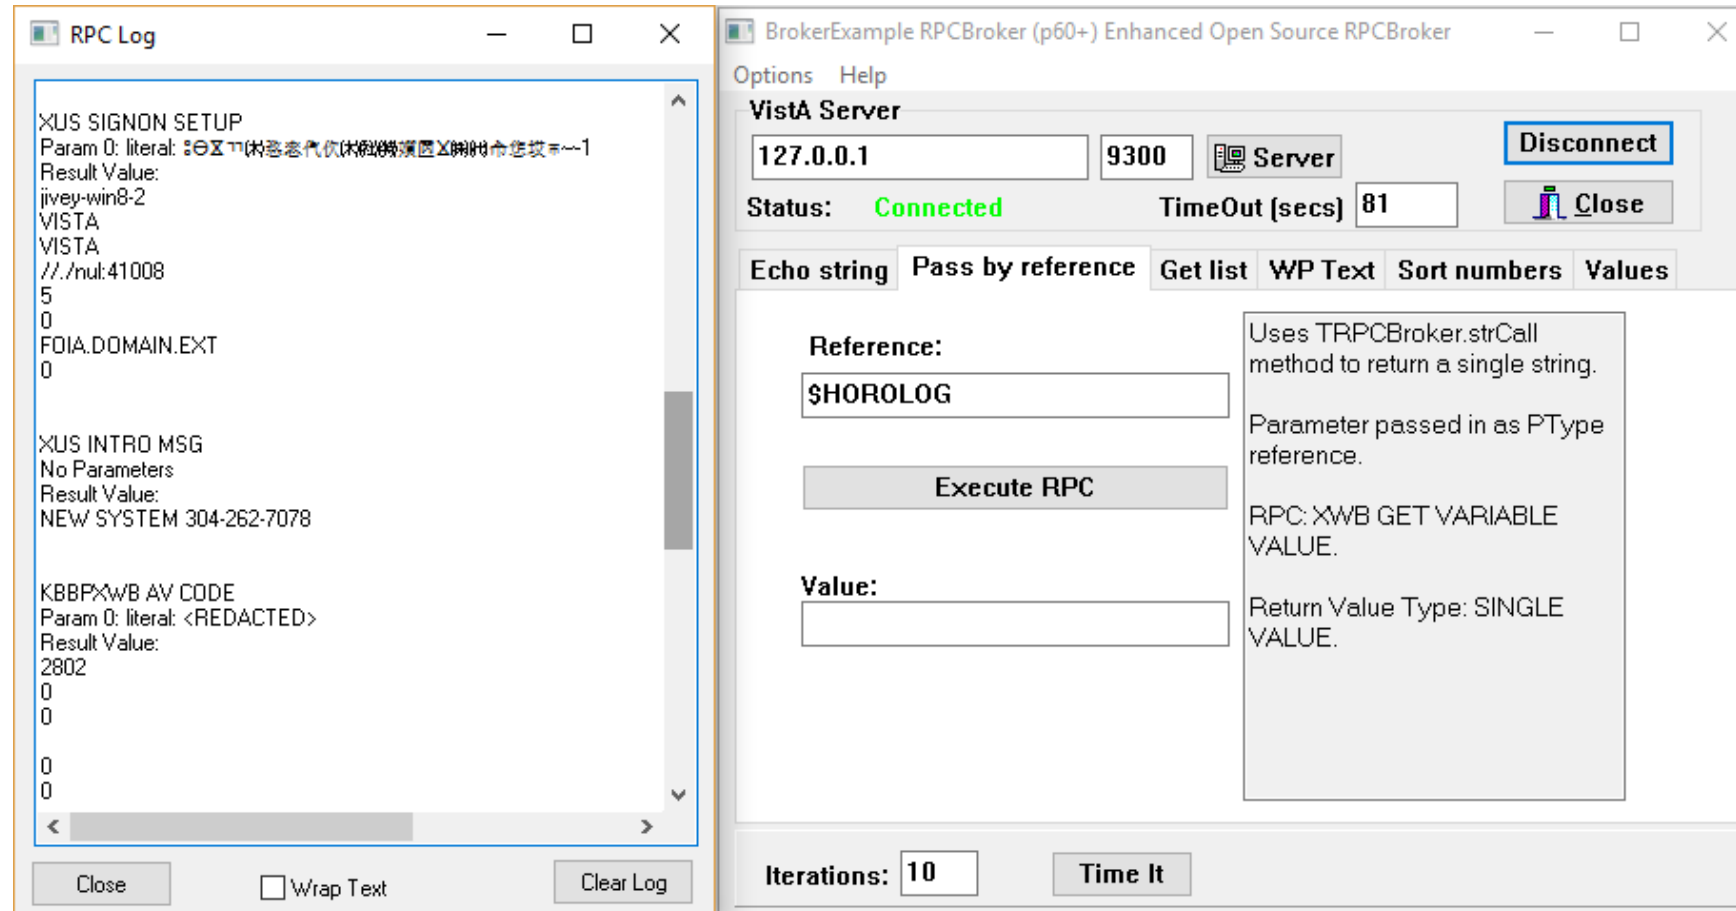 RPC Log
XUS SIGNON SETUP
Param 0: literal:
Result Value:
jivey-win8-2
VISTA
VISTA
//./nul:41008
5
0
FOIA.DOMAIN.EXT
0
XUS INTRO MSG
No Parameters
Result Value:
NEW SYSTEM 304-262-7078
KBBPXWB AV CODE
Param 0: literal: <REDACTED>
Result Value:
2802
0
0
0
0
Close
Wrap Text
Clear Log
BrokerExample RPCBroker (p60+) Enhanced Open Source RPCBroker
Options Help
VistA Server
127.0.0.1 9300 Server Disconnect
Status: Connected TimeOut (secs) 81 Close
Echo string Pass by reference Get list WP Text Sort numbers Values
Reference:
$HOROLOG
Execute RPC
Value:
Uses TRPCBroker.strCall
method to return a single string.
Parameter passed in as PType
reference.
RPC: XWB GET VARIABLE
VALUE.
Return Value Type: SINGLE
VALUE.
Iterations: 10 Time It